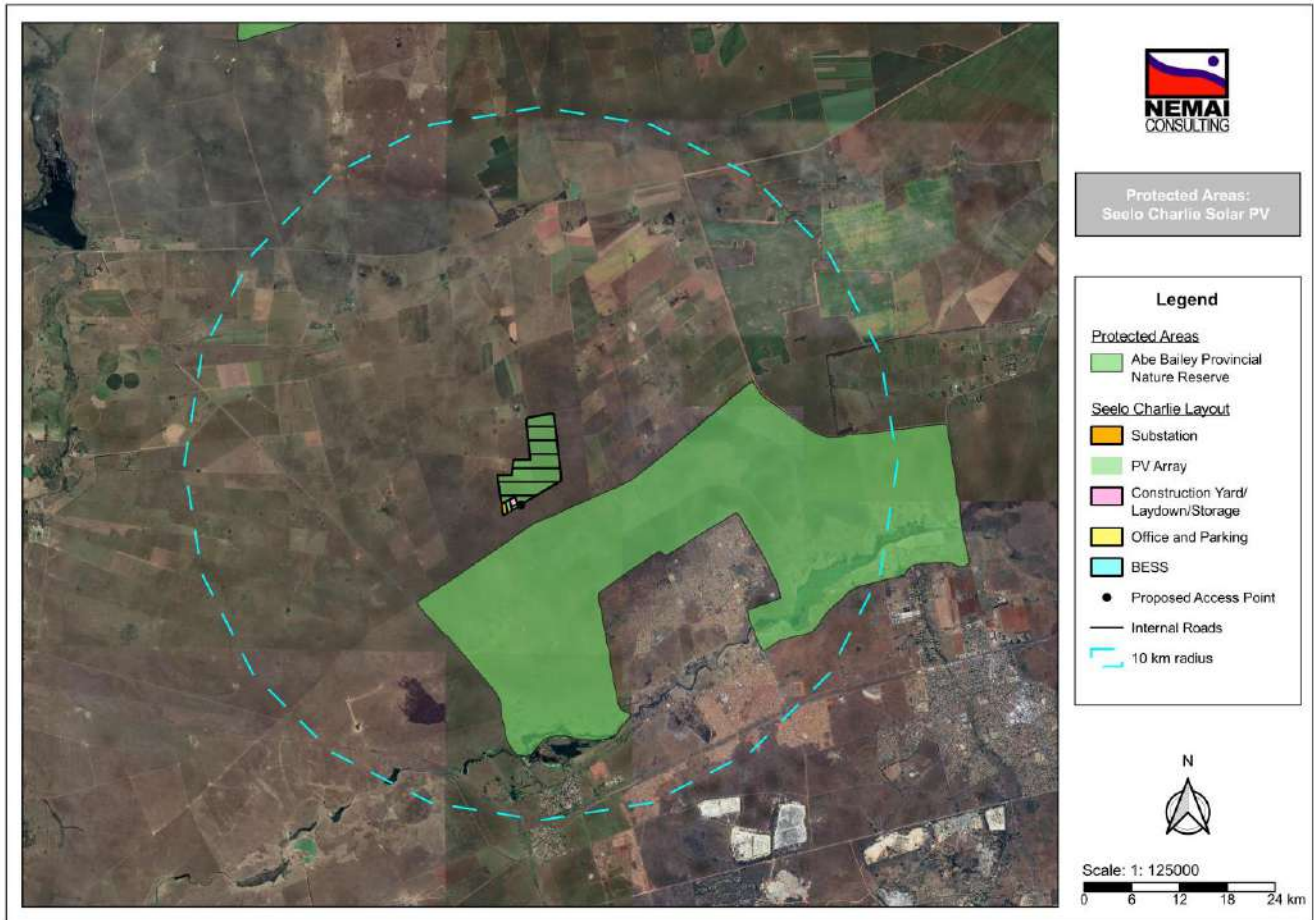 NEMAI
CONSULTING
Protected Areas:
Seelo Charlie Solar PV
Legend
Protected Areas
Abe Bailey Provincial
Nature Reserve
Seelo Charlie Layout
Substation
PV Array
Construction Yard/
Laydown/Storage
Office and Parking
BESS
Proposed Access Point
Internal Roads
10 km radius
N
Scale: 1: 125000
0 6 12 18 24 km